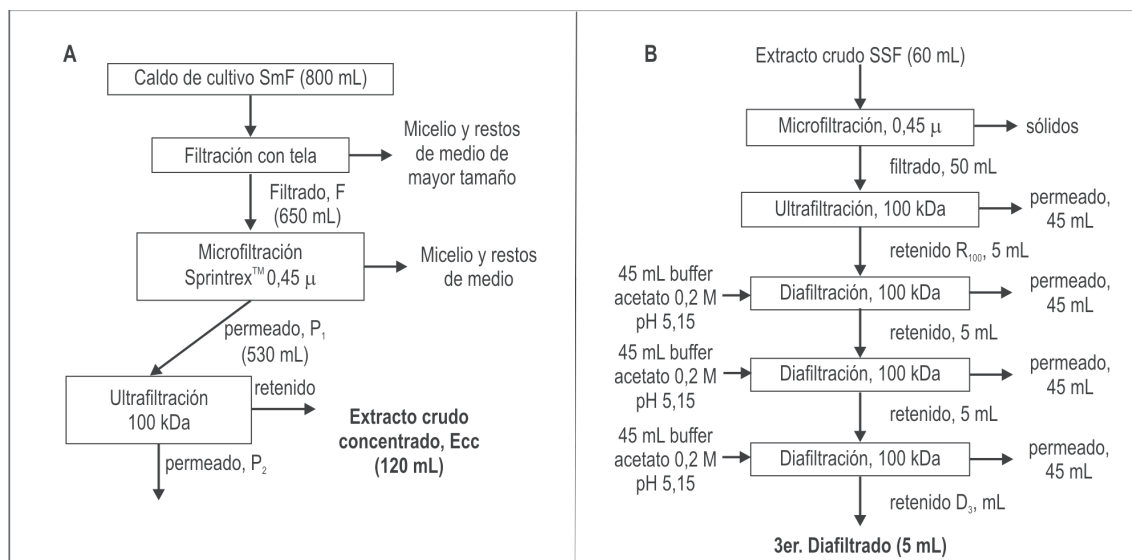 A
Caldo de cultivo SmF (800 mL)
Filtración con tela
Micelio y restos
de medio de
mayor tamaño
Filtrado, F
(650 mL)
Microfiltración
Sprintrex™ 0,45 µ
Micelio y restos
de medio
permeado, P₁
(530 mL)
Ultrafiltración
100 kDa
retenido
Extracto crudo
concentrado, Ecc
(120 mL)
permeado, P₂
B
Extracto crudo SSF (60 mL)
Microfiltración, 0,45 µ
sólidos
filtrado, 50 mL
Ultrafiltración, 100 kDa
permeado,
45 mL
retenido R₁₀₀, 5 mL
45 mL buffer
acetato 0,2 M
pH 5,15
Diafiltración, 100 kDa
permeado,
45 mL
retenido, 5 mL
45 mL buffer
acetato 0,2 M
pH 5,15
Diafiltración, 100 kDa
permeado,
45 mL
retenido, 5 mL
45 mL buffer
acetato 0,2 M
pH 5,15
Diafiltración, 100 kDa
permeado,
45 mL
retenido D₃, mL
3er. Diafiltrado (5 mL)